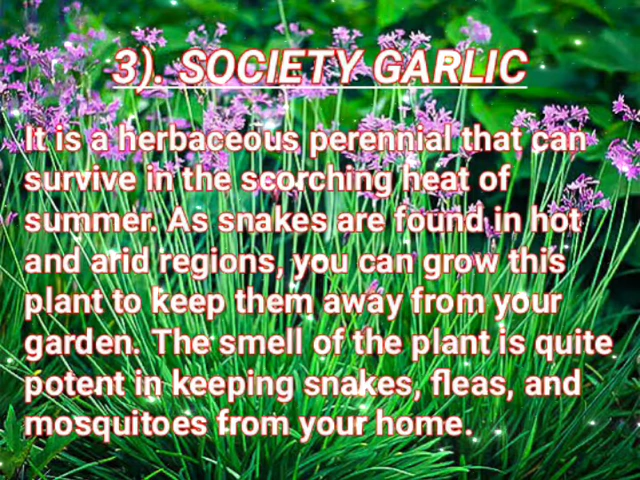 3). SOCIETY GARLIC
It is a herbaceous perennial that can
survive in the scorching heat of
summer. As snakes are found in hot
and arid regions, you can grow this
plant to keep them away from your
garden. The smell of the plant is quite
potent in keeping snakes, fleas, and
mosquitoes from your home.